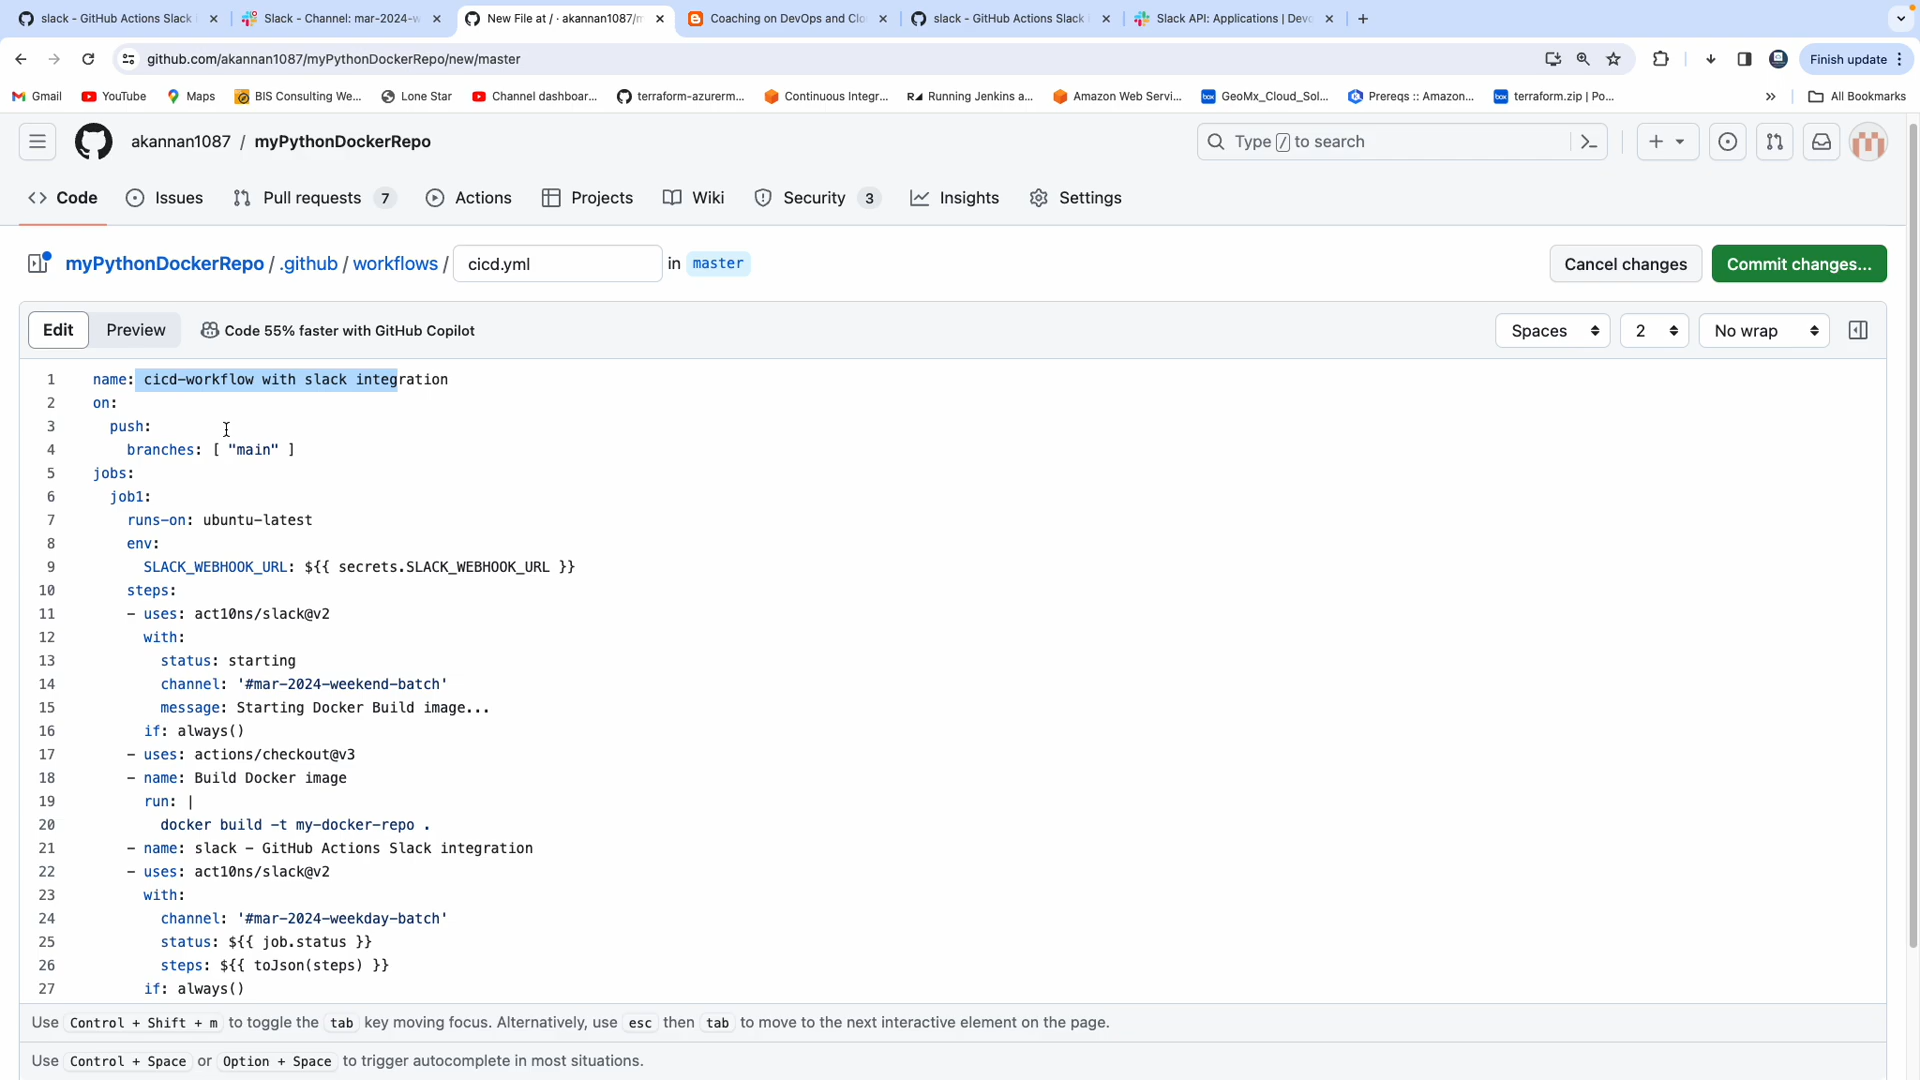 slack - GitHub Actions Slack
Slack - Channel: mar-2024-w
New File at / · akannan1087/m
Coaching on DevOps and Clo
slack - GitHub Actions Slack
Slack API: Applications | Devo
github.com/akannan1087/myPythonDockerRepo/new/master
Finish update
Gmail
YouTube
Maps
BIS Consulting We...
Lone Star
Channel dashboar...
terraform-azurerm...
Continuous Integr...
Running Jenkins a...
Amazon Web Servi...
GeoMx_Cloud_Sol...
Prereqs :: Amazon...
terraform.zip | Po...
All Bookmarks
akannan1087 / myPythonDockerRepo
Type / to search
Code
Issues
Pull requests 7
Actions
Projects
Wiki
Security 3
Insights
Settings
myPythonDockerRepo / .github / workflows / cicd.yml in master
Cancel changes
Commit changes...
Edit
Preview
Code 55% faster with GitHub Copilot
Spaces
2
No wrap
1 name: cicd-workflow with slack integration
2 on:
3 push:
4 branches: [ "main" ]
5 jobs:
6 job1:
7 runs-on: ubuntu-latest
8 env:
9 SLACK_WEBHOOK_URL: ${{ secrets.SLACK_WEBHOOK_URL }}
10 steps:
11 - uses: act10ns/slack@v2
12 with:
13 status: starting
14 channel: '#mar-2024-weekend-batch'
15 message: Starting Docker Build image...
16 if: always()
17 - uses: actions/checkout@v3
18 - name: Build Docker image
19 run: |
20 docker build -t my-docker-repo .
21 - name: slack - GitHub Actions Slack integration
22 - uses: act10ns/slack@v2
23 with:
24 channel: '#mar-2024-weekday-batch'
25 status: ${{ job.status }}
26 steps: ${{ toJson(steps) }}
27 if: always()
Use Control + Shift + m to toggle the tab key moving focus. Alternatively, use esc then tab to move to the next interactive element on the page.
Use Control + Space or Option + Space to trigger autocomplete in most situations.